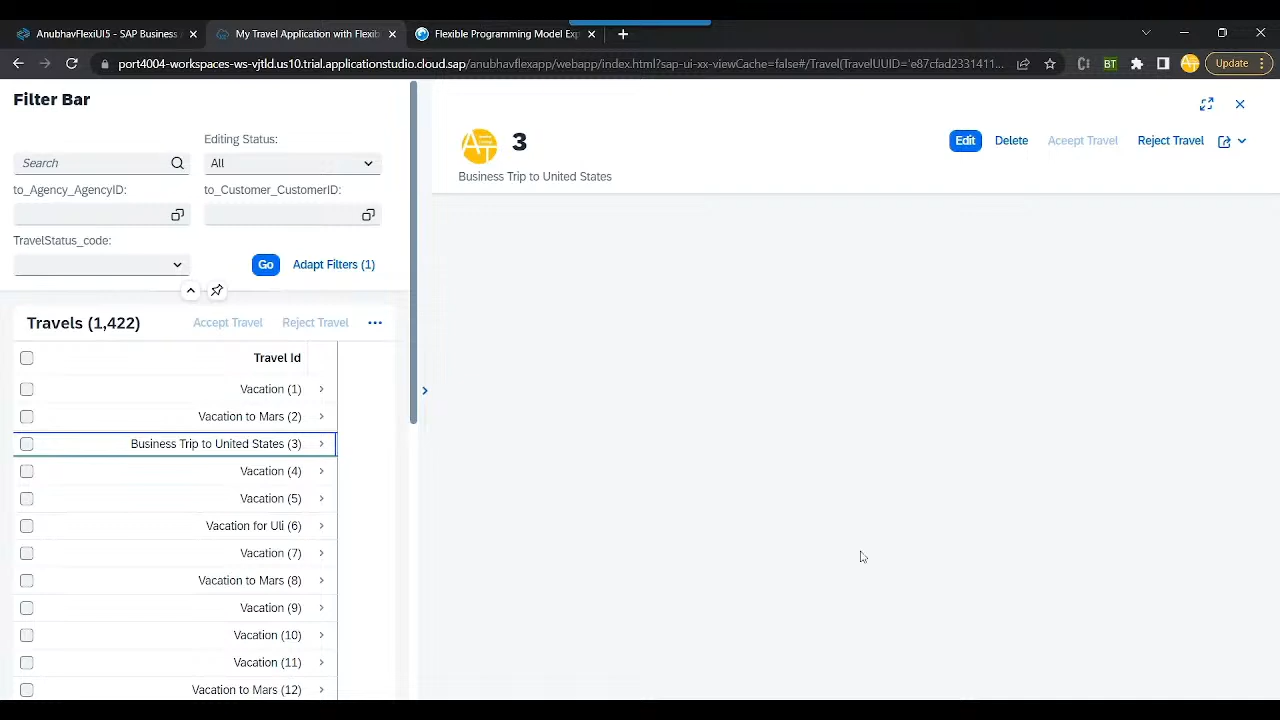 AnubhavFlexiUI5 - SAP Business
My Travel Application with Flexib
Flexible Programming Model Exp
port4004-workspaces-ws-vjtld.us10.trial.applicationstudio.cloud.sap/anubhavflexapp/webapp/index.html?sap-ui-xx-viewCache=false#/Travel(TravelUUID='e87cfad2331411...
BT
Update
Filter Bar
Editing Status:
Search
All
to_Agency_AgencyID:
to_Customer_CustomerID:
TravelStatus_code:
Go
Adapt Filters (1)
Travels (1,422)
Accept Travel
Reject Travel
Travel Id
Vacation (1)
Vacation to Mars (2)
Business Trip to United States (3)
Vacation (4)
Vacation (5)
Vacation for Uli (6)
Vacation (7)
Vacation to Mars (8)
Vacation (9)
Vacation (10)
Vacation (11)
Vacation to Mars (12)
AT
3
Business Trip to United States
Edit
Delete
Aceept Travel
Reject Travel